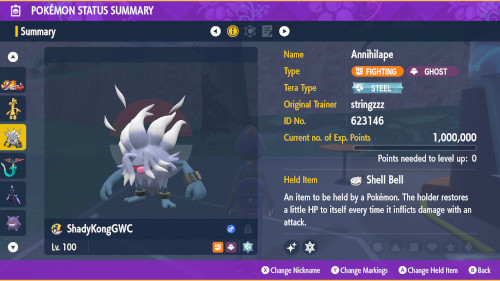 POKÉMON STATUS SUMMARY
Summary
Name Annihilape
Type FIGHTING GHOST
Tera Type STEEL
Original Trainer stringzzz
ID No. 623146
Current no. of Exp. Points 1,000,000
Points needed to level up: 0
Held Item Shell Bell
An item to be held by a Pokémon. The holder restores
a little HP to itself every time it inflicts damage with an
attack.
ShadyKongGWC
Lv. 100
X Change Nickname Y Change Markings A Change Held Item B Back